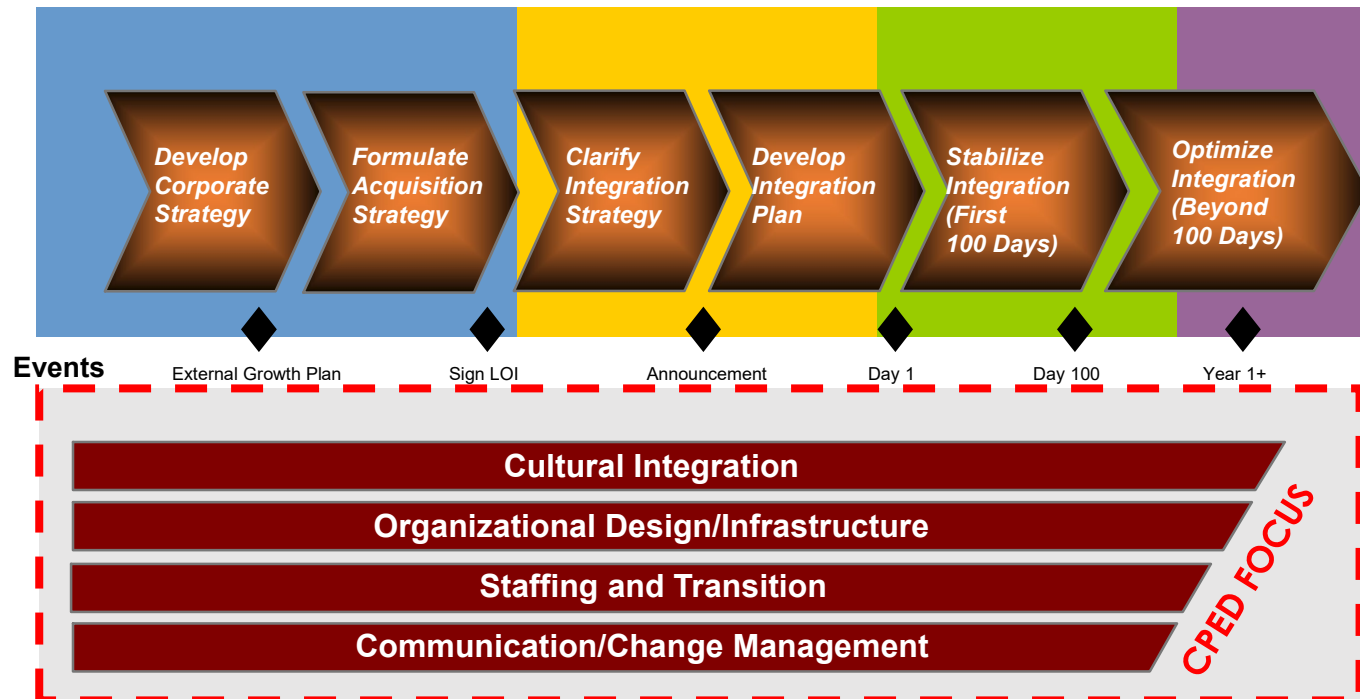 Develop
Corporate
Strategy
Formulate
Acquisition
Strategy
Clarify
Integration
Strategy
Develop
Integration
Plan
Stabilize
Integration
(First
100 Days)
Optimize
Integration
(Beyond
100 Days)
Events
External Growth Plan
Sign LOI
Announcement
Day 1
Day 100
Year 1+
Cultural Integration
Organizational Design/Infrastructure
Staffing and Transition
Communication/Change Management
CPED FOCUS